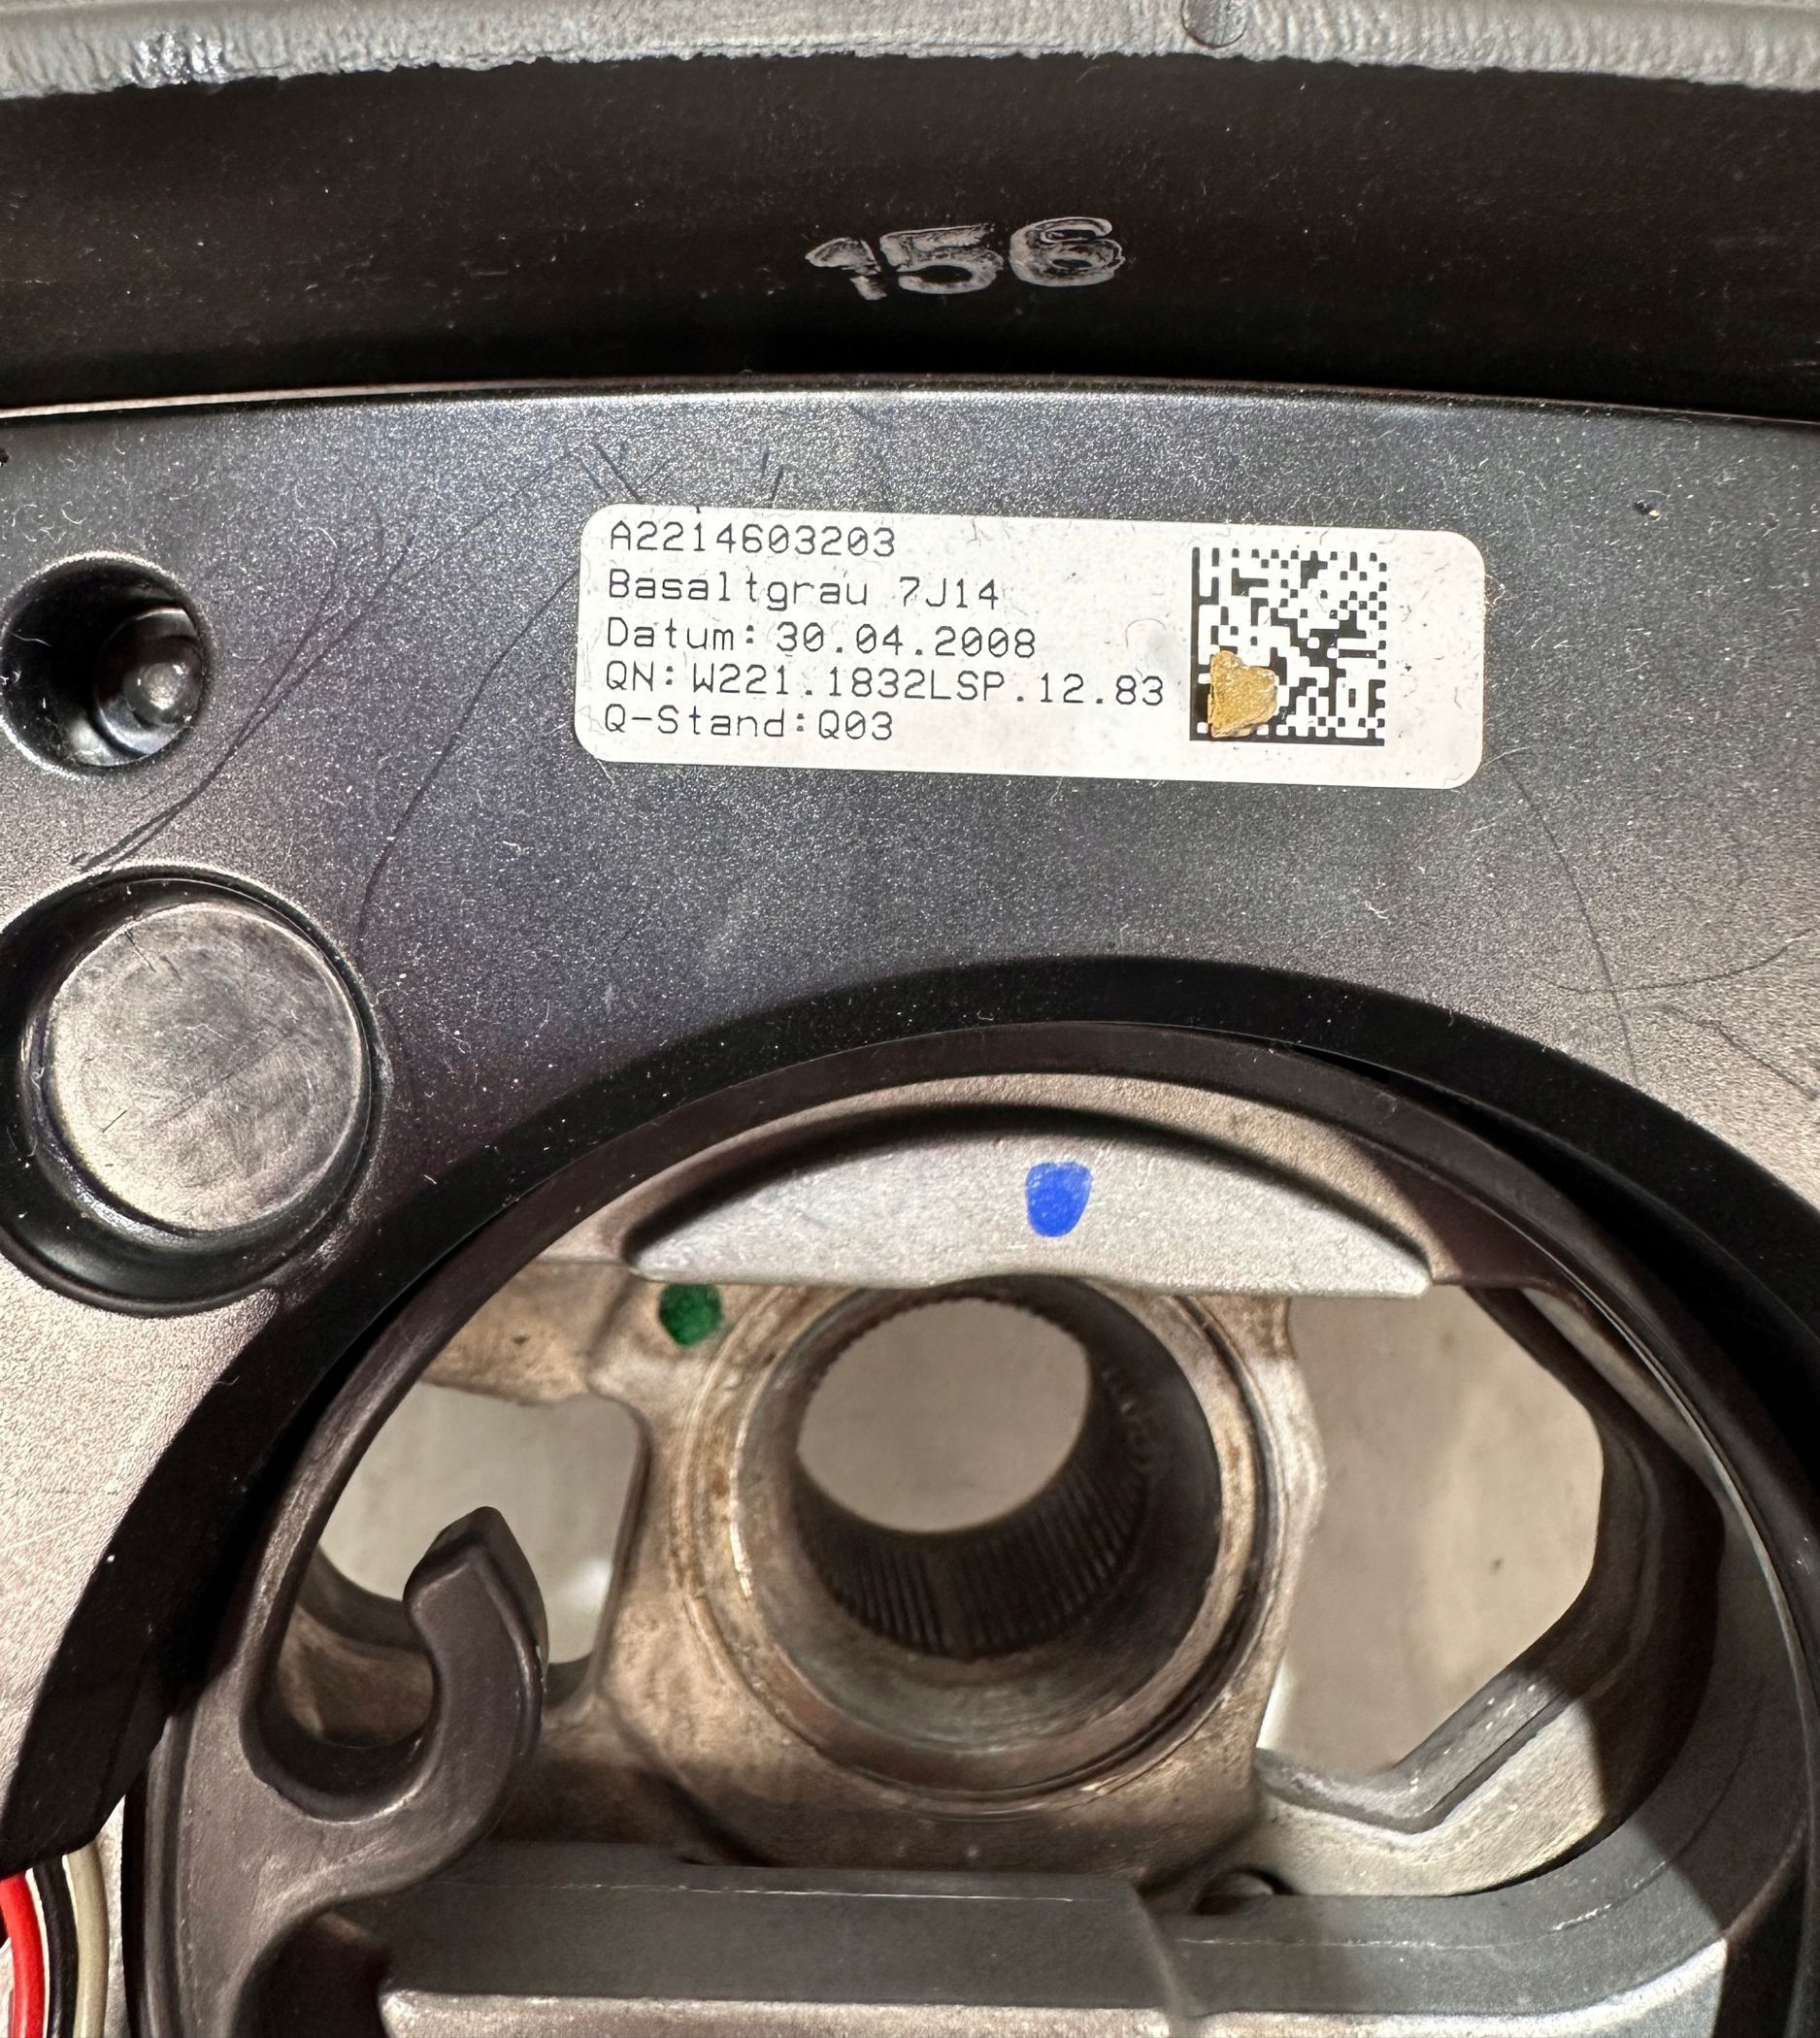 156
A2214603203
Basaltgrau 7J14
Datum: 30.04.2008
QN:W221.1832LSP.12.83
Q-Stand:Q03